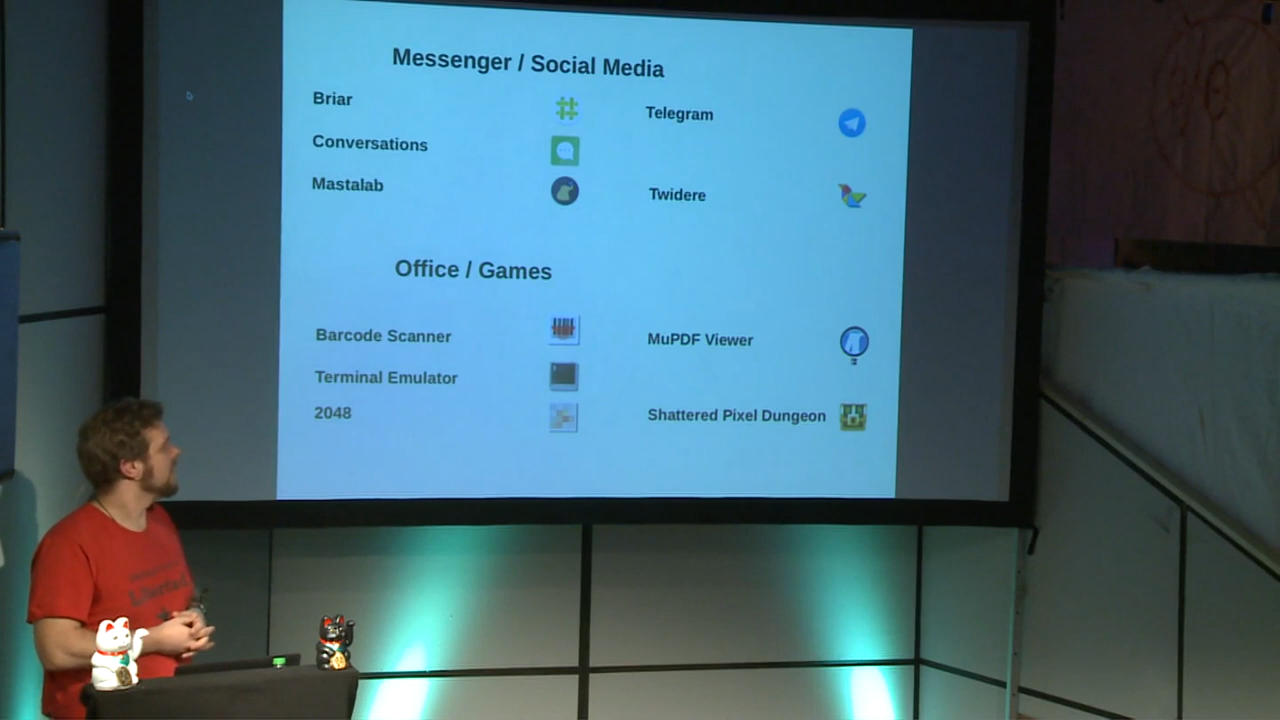 Messenger / Social Media
Briar
Telegram
Conversations
Mastalab
Twidere
Office / Games
Barcode Scanner
MuPDF Viewer
Terminal Emulator
2048
Shattered Pixel Dungeon